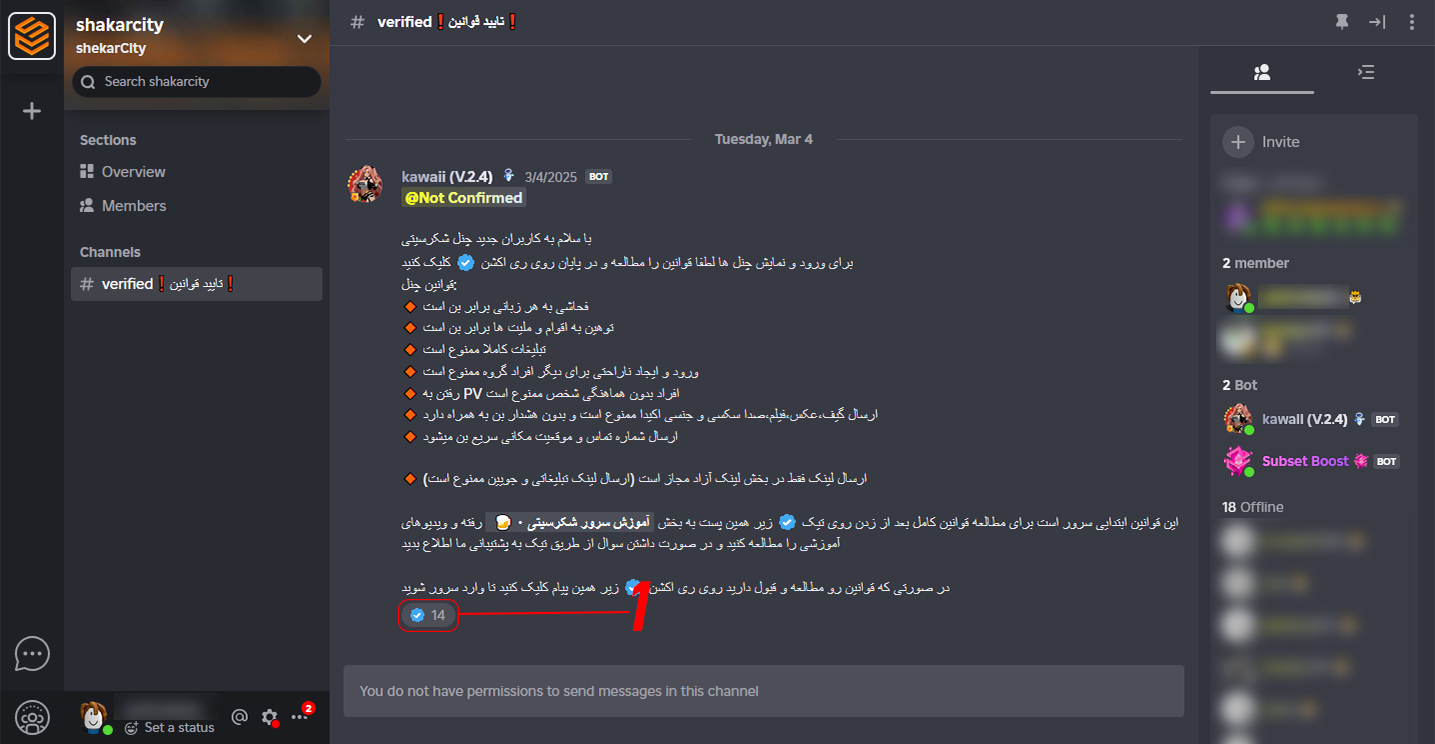 shakarcity
shekarCity
Search shakarcity
Sections
Overview
Members
Channels
# verified❗تایید قوانین❗
Set a status
2
# verified❗تایید قوانین❗
Tuesday, Mar 4
kawaii (V.2.4) 3/4/2025 BOT
@Not Confirmed
با سلام به کاربران جدید چنل شکرسیتی
برای ورود و نمایش چنل ها لطفا قوانین را مطالعه و در پایان روی ری اکشن کلیک کنید
قوانین چنل:
فحاشی به هر زبانی برابر بن است
توهین به اقوام و ملیت ها برابر بن است
تبلیغات کاملا ممنوع است
ورود و ایجاد ناراحتی برای دیگر افراد گروه ممنوع است
افراد بدون هماهنگی شخص ممنوع است PV رفتن به
ارسال گیف،عکس،فیلم،صدا سکسی و جنسی اکیدا ممنوع است و بدون هشدار بن به همراه دارد
ارسال شماره تماس و موقعیت مکانی سریع بن میشود
ارسال لینک فقط در بخش لینک آزاد مجاز است (ارسال لینک تبلیغاتی و جویین ممنوع است)
این قوانین ابتدایی سرور است برای مطالعه قوانین کامل بعد از زدن روی تیک زیر همین پست به بخش آموزش سرور شکرسیتی • رفته و ویدیوهای
آموزشی را مطالعه کنید و در صورت داشتن سوال از طریق تیک به پشتیبانی ما اطلاع بدید
در صورتی که قوانین رو مطالعه و قبول دارید روی ری اکشن زیر همین پیام کلیک کنید تا وارد سرور شوید
14
1
You do not have permissions to send messages in this channel
Invite
2 member
2 Bot
kawaii (V.2.4) BOT
Subset Boost BOT
18 Offline